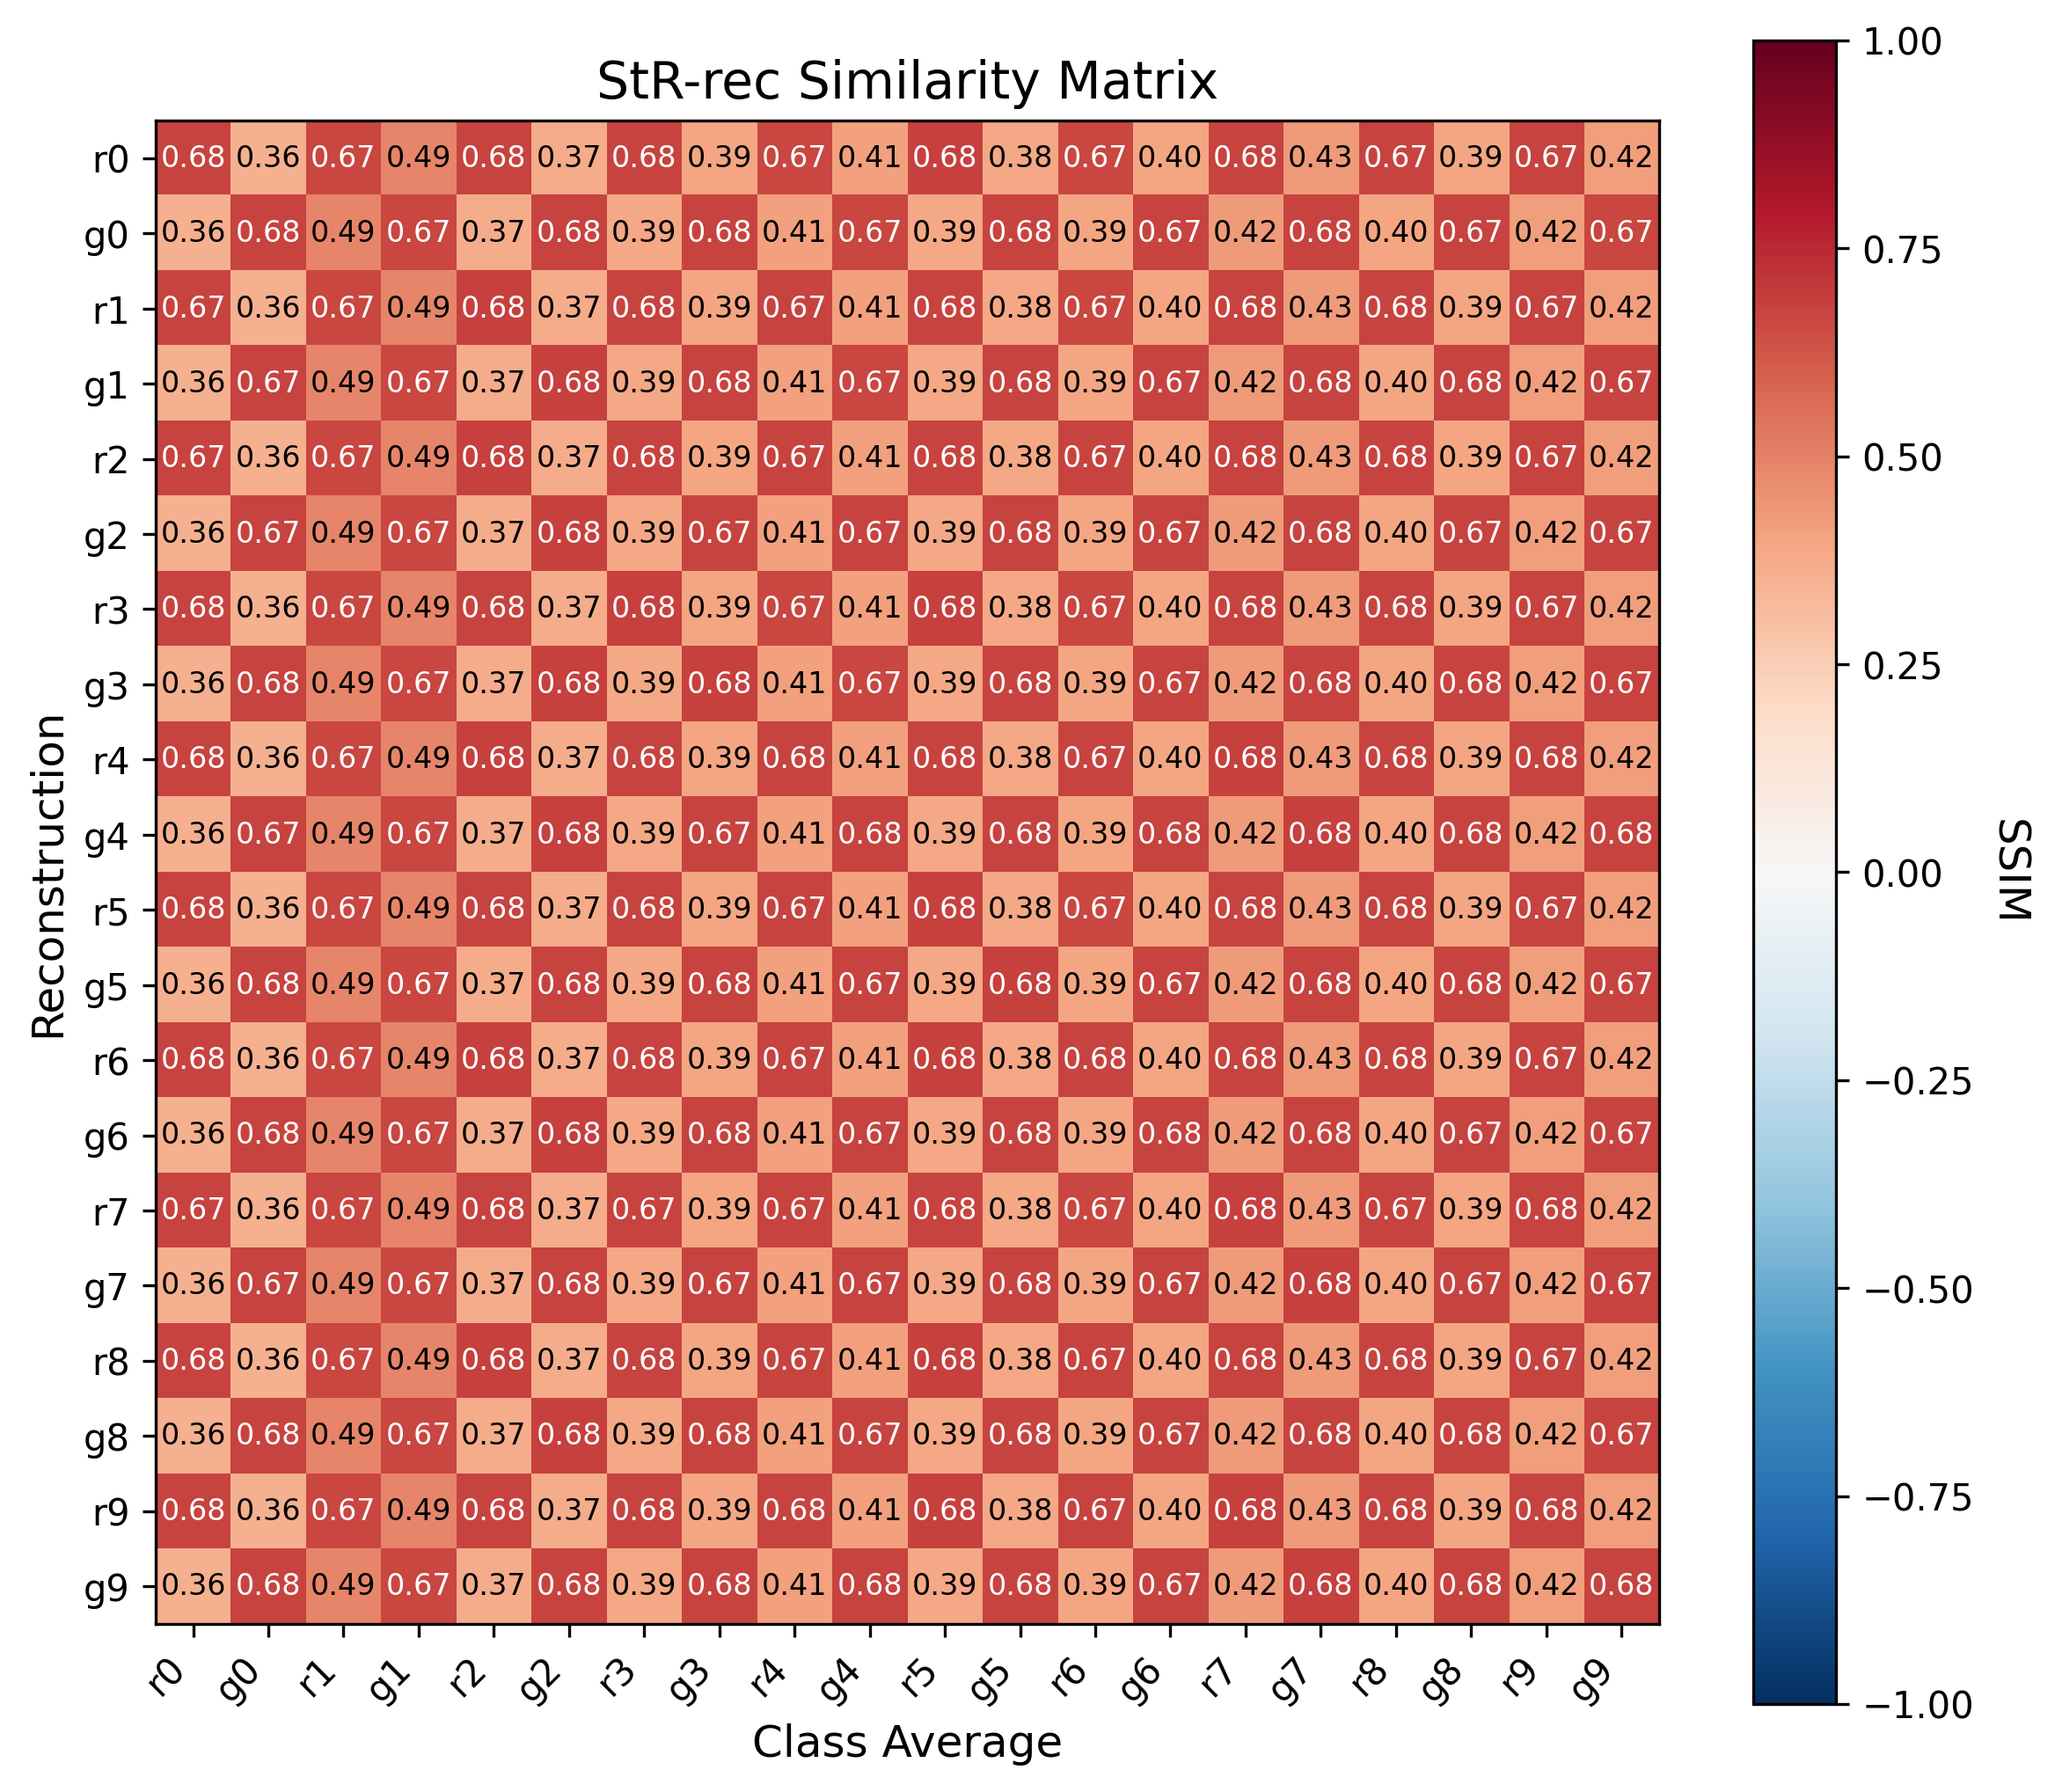 StR-rec Similarity Matrix
r0 0.68 0.36 0.67 0.49 0.68 0.37 0.68 0.39 0.67 0.41 0.68 0.38 0.67 0.40 0.68 0.43 0.67 0.39 0.67 0.42
g0 0.36 0.68 0.49 0.67 0.37 0.68 0.39 0.68 0.41 0.67 0.39 0.68 0.39 0.67 0.42 0.68 0.40 0.67 0.42 0.67
r1 0.67 0.36 0.67 0.49 0.68 0.37 0.68 0.39 0.67 0.41 0.68 0.38 0.67 0.40 0.68 0.43 0.68 0.39 0.67 0.42
g1 0.36 0.67 0.49 0.67 0.37 0.68 0.39 0.68 0.41 0.67 0.39 0.68 0.39 0.67 0.42 0.68 0.40 0.68 0.42 0.67
r2 0.67 0.36 0.67 0.49 0.68 0.37 0.68 0.39 0.67 0.41 0.68 0.38 0.67 0.40 0.68 0.43 0.68 0.39 0.67 0.42
g2 0.36 0.67 0.49 0.67 0.37 0.68 0.39 0.67 0.41 0.67 0.39 0.68 0.39 0.67 0.42 0.68 0.40 0.67 0.42 0.67
r3 0.68 0.36 0.67 0.49 0.68 0.37 0.68 0.39 0.67 0.41 0.68 0.38 0.67 0.40 0.68 0.43 0.68 0.39 0.67 0.42
g3 0.36 0.68 0.49 0.67 0.37 0.68 0.39 0.68 0.41 0.67 0.39 0.68 0.39 0.67 0.42 0.68 0.40 0.68 0.42 0.67
r4 0.68 0.36 0.67 0.49 0.68 0.37 0.68 0.39 0.68 0.41 0.68 0.38 0.67 0.40 0.68 0.43 0.68 0.39 0.68 0.42
g4 0.36 0.67 0.49 0.67 0.37 0.68 0.39 0.67 0.41 0.68 0.39 0.68 0.39 0.68 0.42 0.68 0.40 0.68 0.42 0.68
r5 0.68 0.36 0.67 0.49 0.68 0.37 0.68 0.39 0.67 0.41 0.68 0.38 0.67 0.40 0.68 0.43 0.68 0.39 0.67 0.42
g5 0.36 0.68 0.49 0.67 0.37 0.68 0.39 0.68 0.41 0.67 0.39 0.68 0.39 0.67 0.42 0.68 0.40 0.68 0.42 0.67
r6 0.68 0.36 0.67 0.49 0.68 0.37 0.68 0.39 0.67 0.41 0.68 0.38 0.68 0.40 0.68 0.43 0.68 0.39 0.67 0.42
g6 0.36 0.68 0.49 0.67 0.37 0.68 0.39 0.68 0.41 0.67 0.39 0.68 0.39 0.68 0.42 0.68 0.40 0.67 0.42 0.67
r7 0.67 0.36 0.67 0.49 0.68 0.37 0.67 0.39 0.67 0.41 0.68 0.38 0.67 0.40 0.68 0.43 0.67 0.39 0.68 0.42
g7 0.36 0.67 0.49 0.67 0.37 0.68 0.39 0.67 0.41 0.67 0.39 0.68 0.39 0.67 0.42 0.68 0.40 0.67 0.42 0.67
r8 0.68 0.36 0.67 0.49 0.68 0.37 0.68 0.39 0.67 0.41 0.68 0.38 0.67 0.40 0.68 0.43 0.68 0.39 0.67 0.42
g8 0.36 0.68 0.49 0.67 0.37 0.68 0.39 0.68 0.41 0.67 0.39 0.68 0.39 0.67 0.42 0.68 0.40 0.68 0.42 0.67
r9 0.68 0.36 0.67 0.49 0.68 0.37 0.68 0.39 0.68 0.41 0.68 0.38 0.67 0.40 0.68 0.43 0.68 0.39 0.68 0.42
g9 0.36 0.68 0.49 0.67 0.37 0.68 0.39 0.68 0.41 0.68 0.39 0.68 0.39 0.67 0.42 0.68 0.40 0.68 0.42 0.68
r0 g0 r1 g1 r2 g2 r3 g3 r4 g4 r5 g5 r6 g6 r7 g7 r8 g8 r9 g9
Class Average
Reconstruction
1.00
0.75
0.50
0.25
0.00
−0.25
−0.50
−0.75
−1.00
SSIM